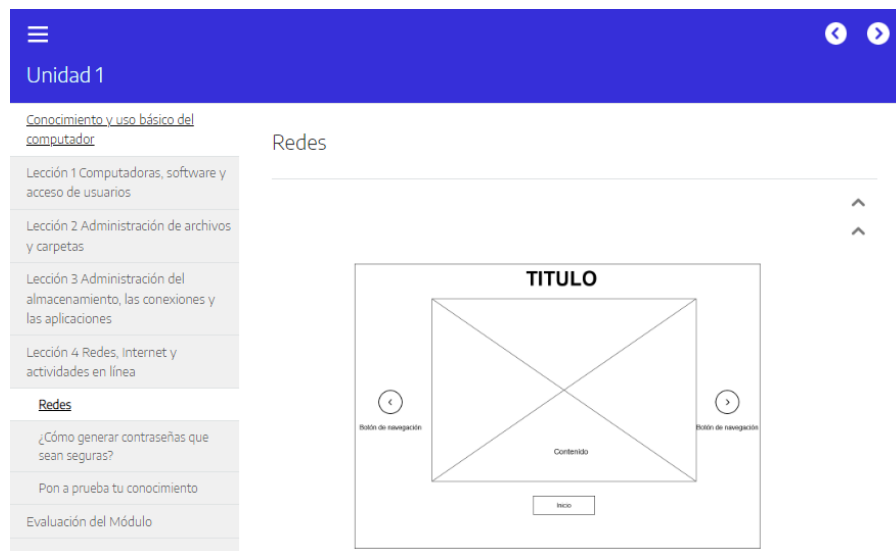 Unidad 1
Conocimiento y uso básico del
computador
Lección 1 Computadoras, software y
acceso de usuarios
Lección 2 Administración de archivos
y carpetas
Lección 3 Administración del
almacenamiento, las conexiones y
las aplicaciones
Lección 4 Redes, Internet y
actividades en línea
Redes
¿Cómo generar contraseñas que
sean seguras?
Pon a prueba tu conocimiento
Evaluación del Módulo
Redes
TITULO
Botón de navegación
Contenido
Botón de navegación
Inicio